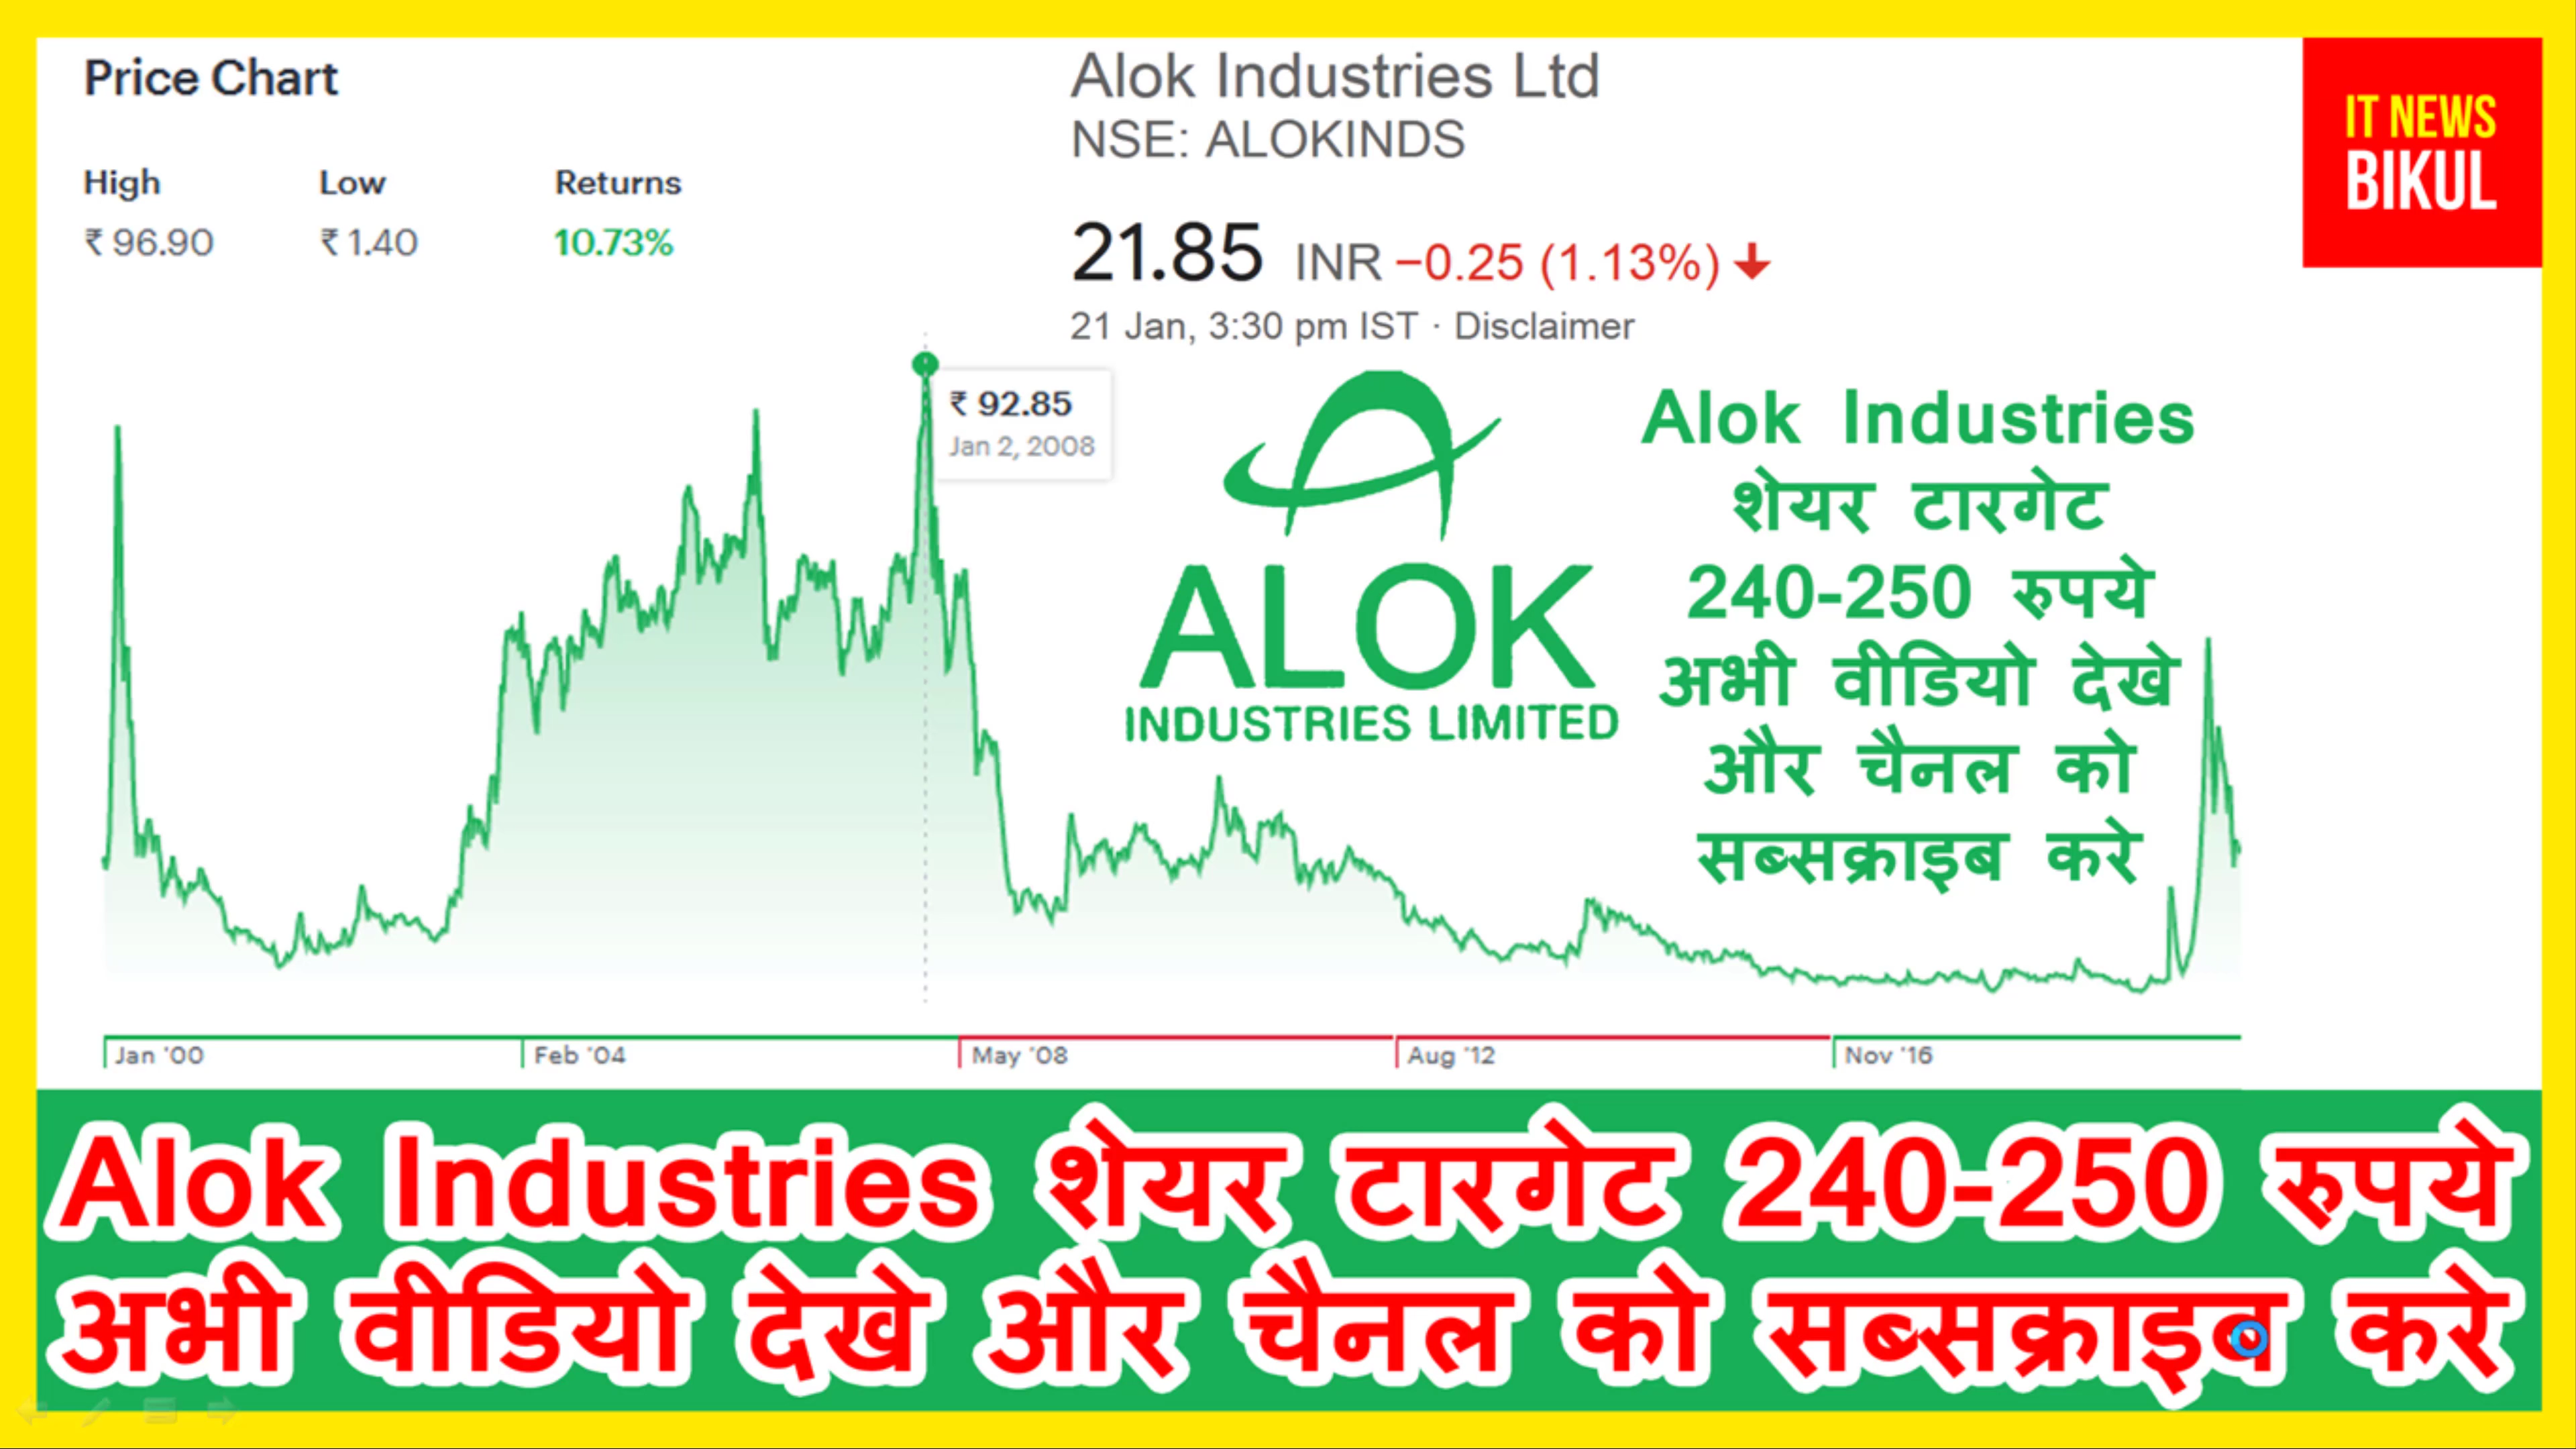 Price Chart
High Low Returns
₹ 96.90 ₹ 1.40 10.73%
Alok Industries Ltd
NSE: ALOKINDS
21.85 INR −0.25 (1.13%)
21 Jan, 3:30 pm IST · Disclaimer
IT NEWS
BIKUL
₹ 92.85
Jan 2, 2008
ALOK
INDUSTRIES LIMITED
Alok Industries
शेयर टारगेट
240-250 रुपये
अभी वीडियो देखे
और चैनल को
सब्सक्राइब करे
Jan '00 Feb '04 May '08 Aug '12 Nov '16
Alok Industries शेयर टारगेट 240-250 रुपये
अभी वीडियो देखे और चैनल को सब्सक्राइब करे